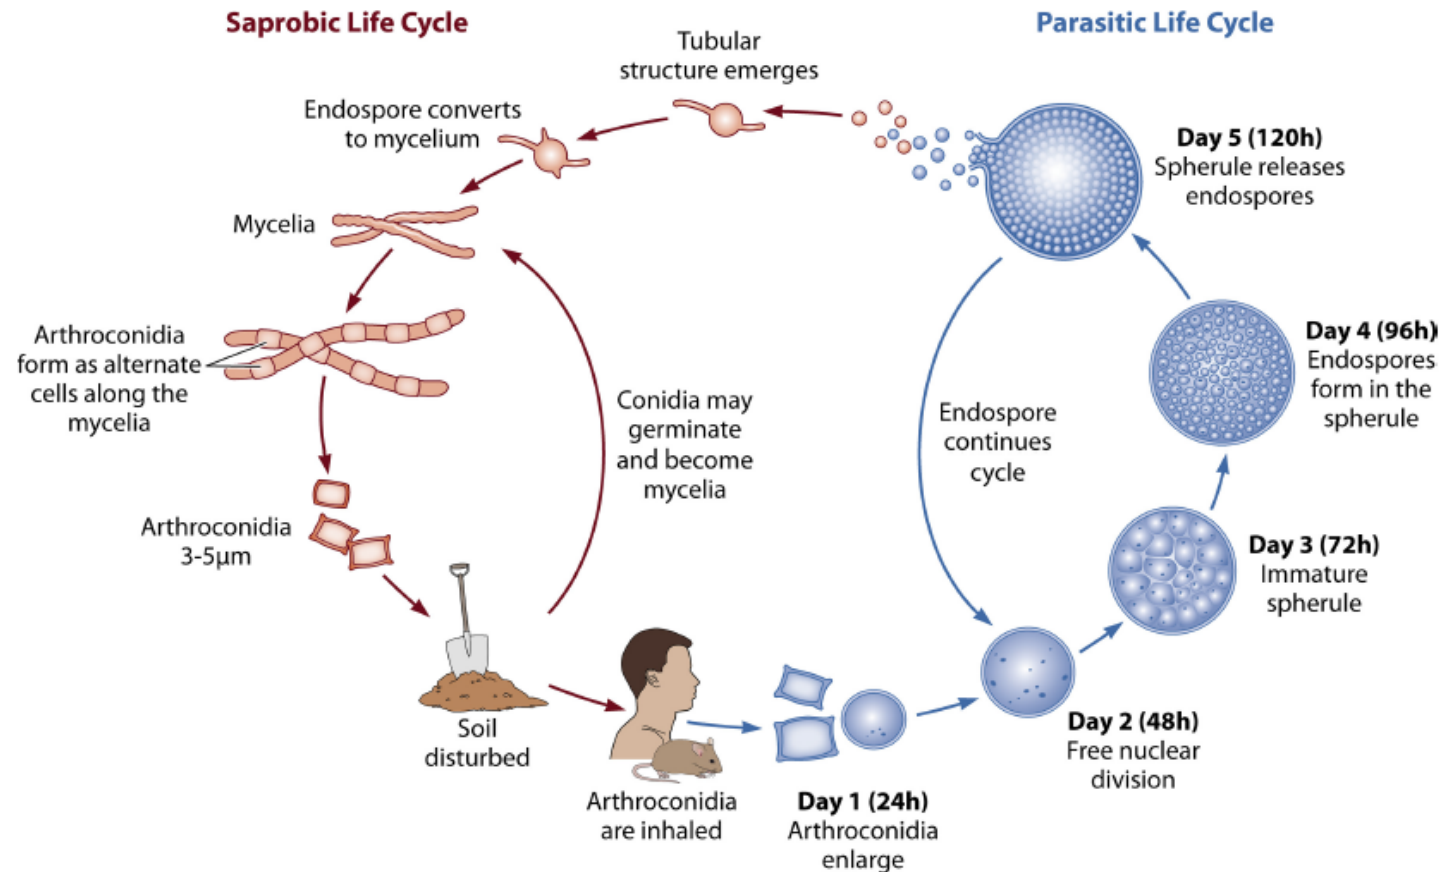 Saprobic Life Cycle
Parasitic Life Cycle
Tubular
structure emerges
Endospore converts
to mycelium
Mycelia
Arthroconidia
form as alternate
cells along the
mycelia
Arthroconidia
3-5µm
Soil
disturbed
Conidia may
germinate
and become
mycelia
Arthroconidia
are inhaled
Day 1 (24h)
Arthroconidia
enlarge
Day 2 (48h)
Free nuclear
division
Day 3 (72h)
Immature
spherule
Day 4 (96h)
Endospores
form in the
spherule
Day 5 (120h)
Spherule releases
endospores
Endospore
continues
cycle